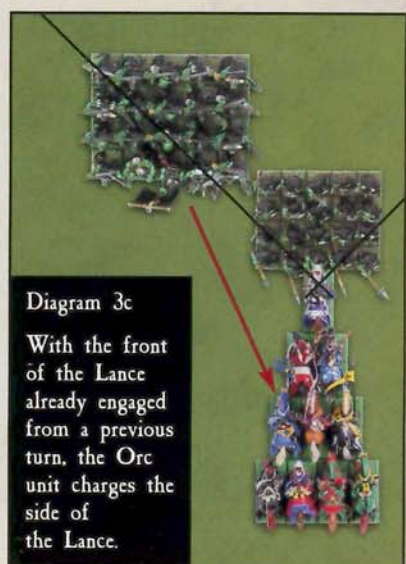 Diagram 3c
With the front
of the Lance
already engaged
from a previous
turn, the Orc
unit charges the
side of
the Lance.